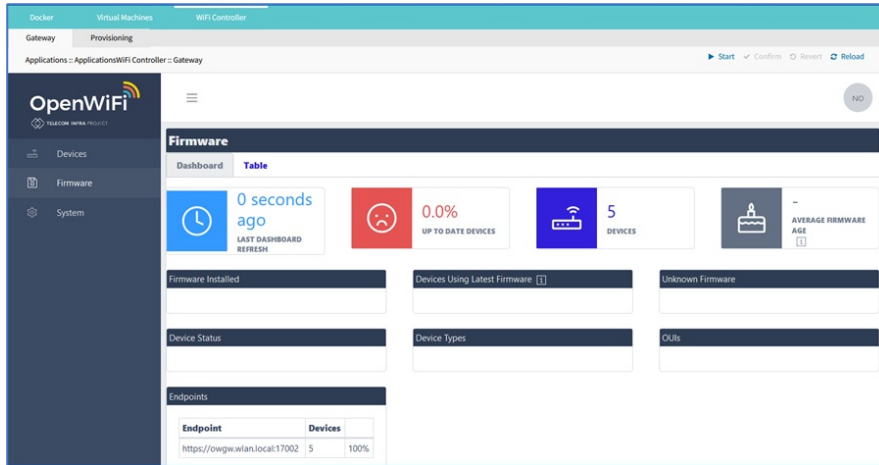 Docker Virtual Machines WiFi Controller
Gateway Provisioning
Applications :: ApplicationsWiFi Controller :: Gateway Start Confirm Revert Reload
OpenWiFi
TELECOM INFRA PROJECT
NO
Devices
Firmware
System
Firmware
Dashboard Table
0 seconds
ago
LAST DASHBOARD
REFRESH
0.0%
UP TO DATE DEVICES
5
DEVICES
-
AVERAGE FIRMWARE
AGE
Firmware Installed Devices Using Latest Firmware Unknown Firmware
Device Status Device Types OUIs
Endpoints
Endpoint Devices
https://owgw.wlan.local:17002 5 100%